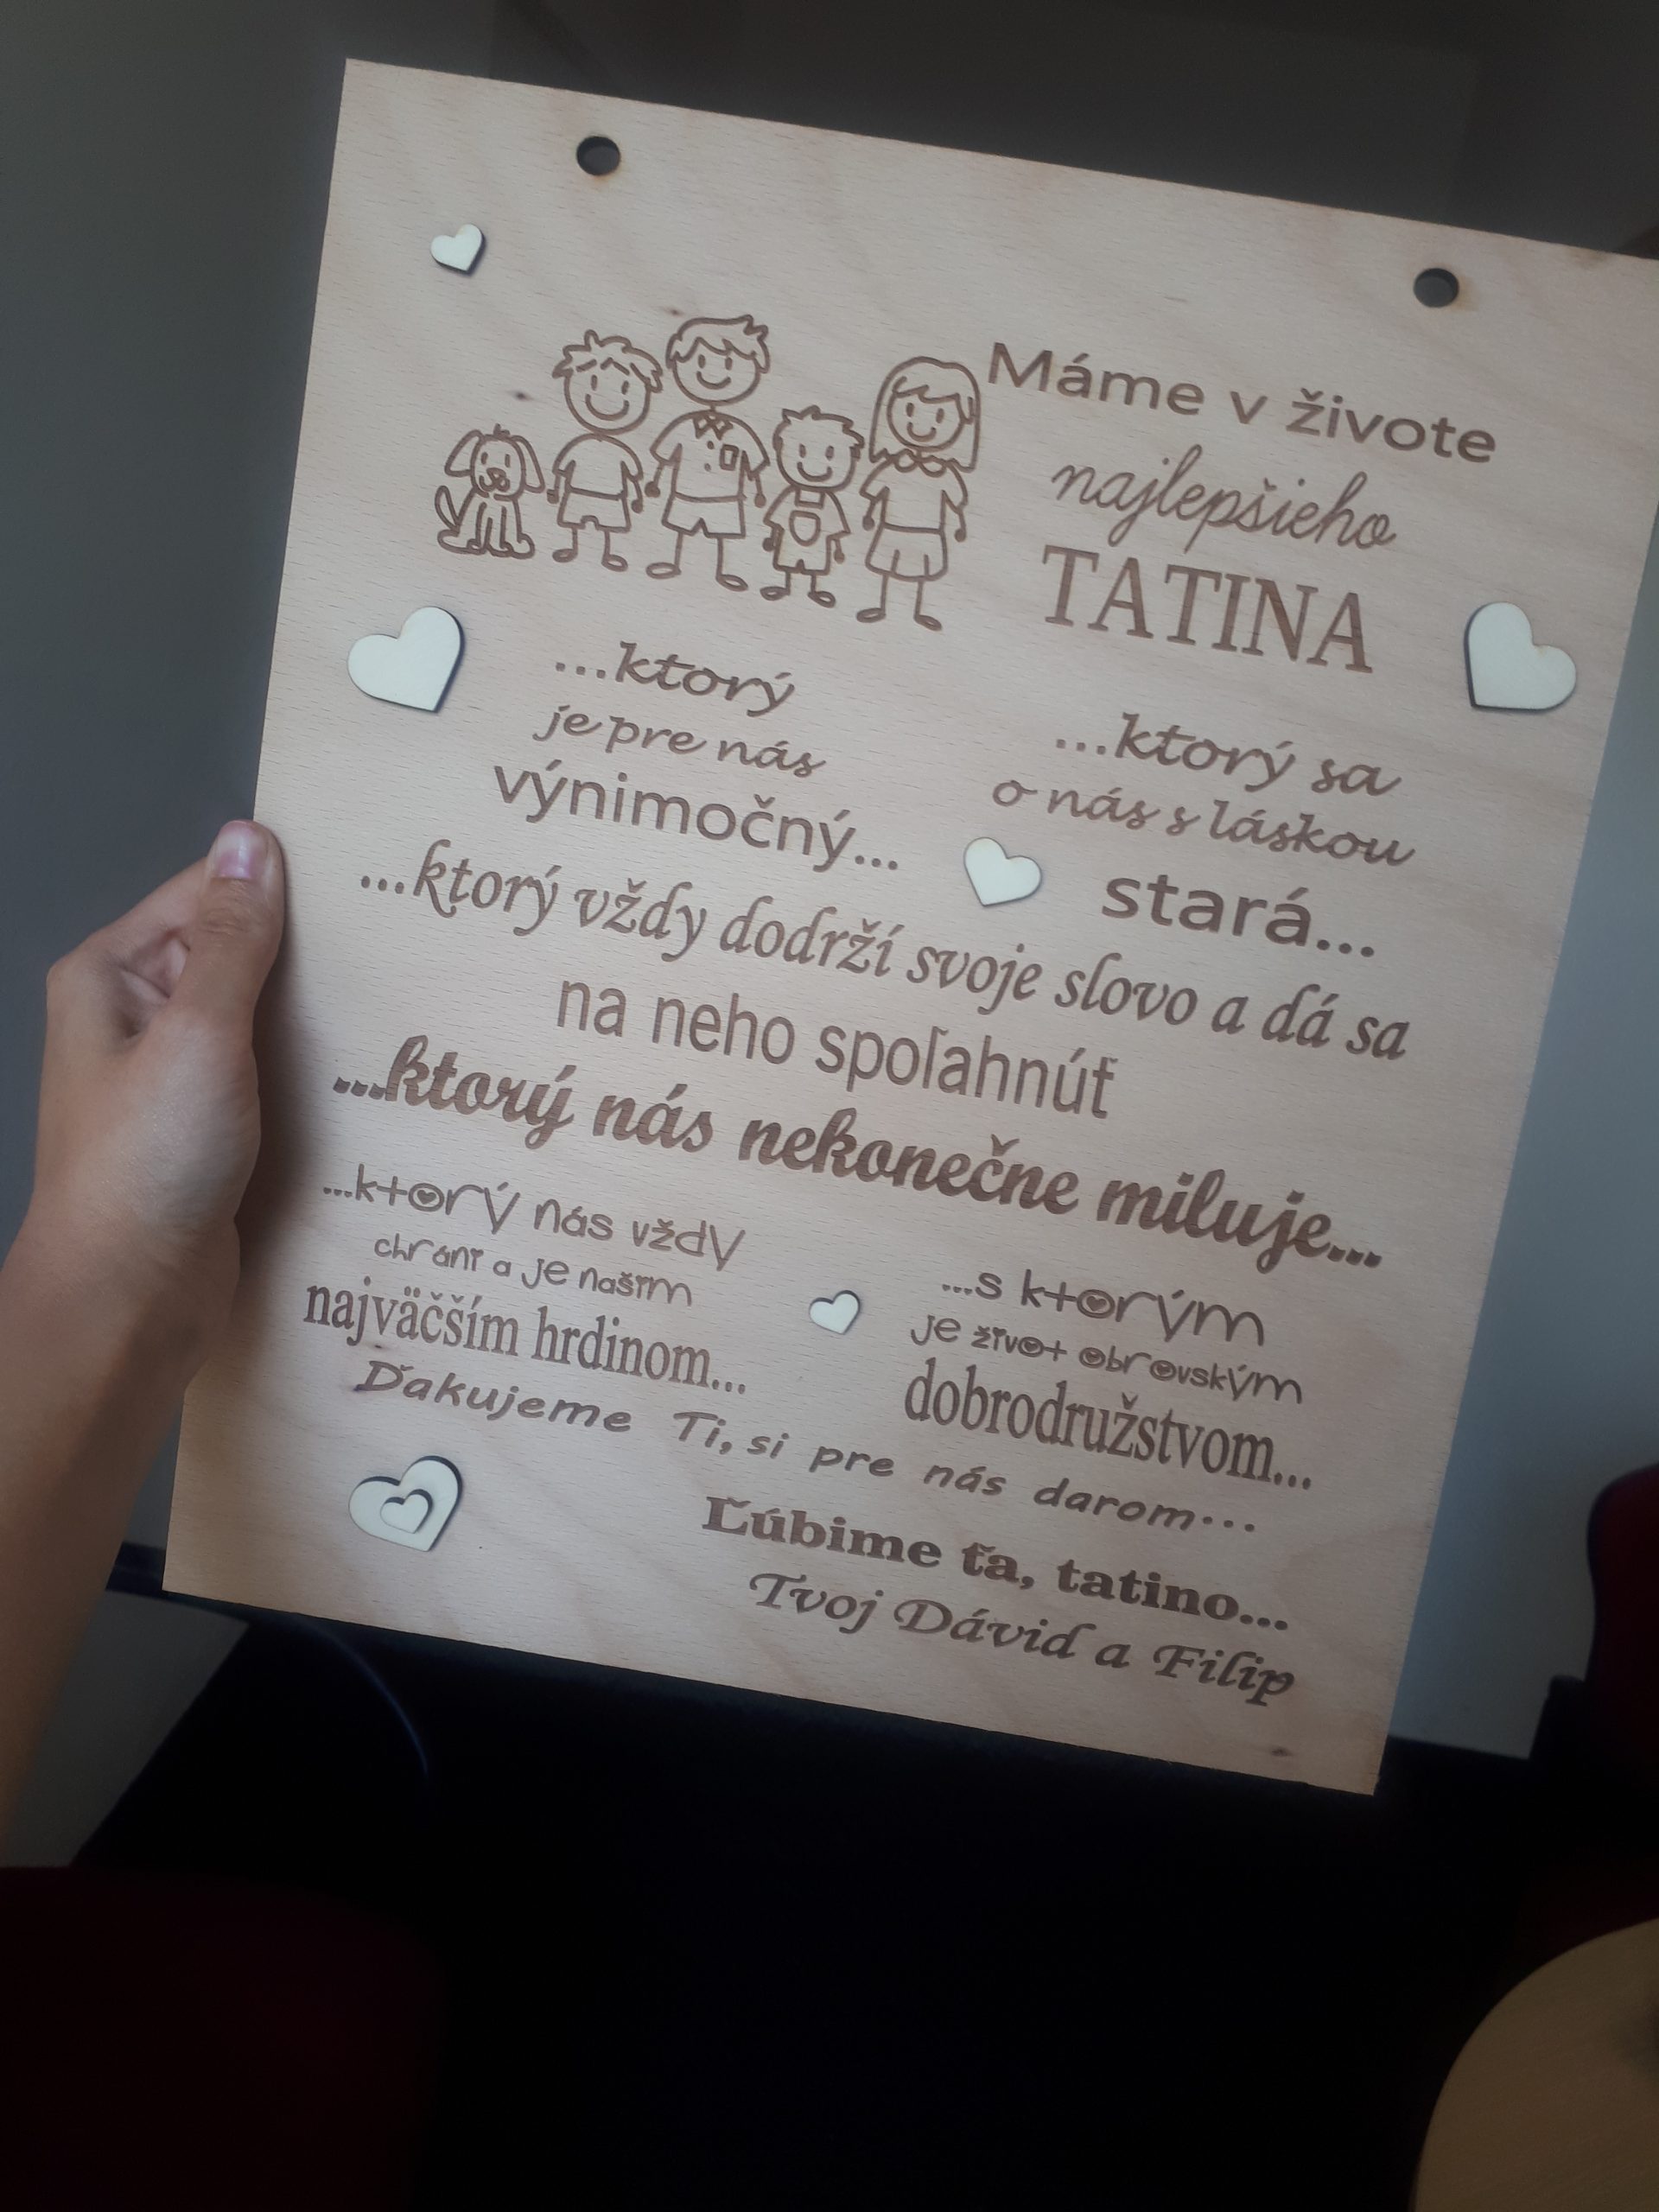 Máme v živote
najlepšieho
TATINA
...ktorý
je pre nás
výnimočný...
...ktorý sa
o nás s láskou
stará...
...ktorý vždy dodrží svoje slovo a dá sa
na neho spoľahnúť
...ktorý nás nekonečne miluje...
...ktorý nás vždy
chráni a je naším
najväčším hrdinom...
...s ktorým
je život obrovským
dobrodružstvom...
Ďakujeme Ti, si pre nás darom...
Ľúbime ťa, tatino...
Tvoj Dávid a Filip